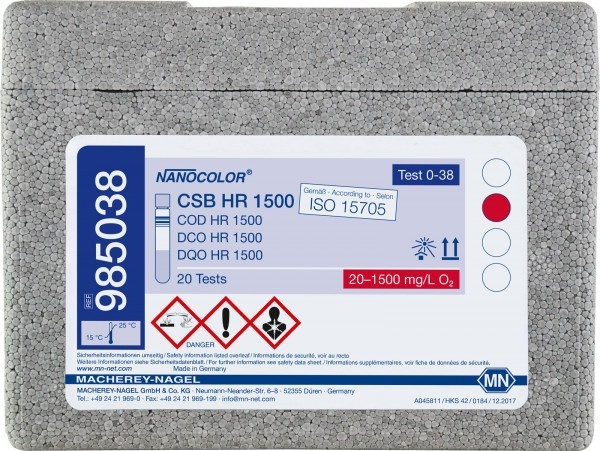 REF
985038
NANOCOLOR®
Test 0-38
CSB HR 1500
COD HR 1500
DCO HR 1500
DQO HR 1500
Gemäß · According to · Selon
ISO 15705
20 Tests
20–1500 mg/L O₂
15 °C
25 °C
DANGER
Sicherheitsinformationen umseitig / Safety information listed overleaf / Informations de sécurité, voir au recto
Weitere Informationen siehe Sicherheitsdatenblatt. / For further information see safety data sheet / Informations supplémentaires, voir fiche de données de sécurité.
www.mn-net.com
Made in Germany
MACHEREY-NAGEL
MN
MACHEREY-NAGEL GmbH & Co. KG · Neumann-Neander-Str. 6–8 · 52355 Düren · Germany
Tel.: +49 24 21 969-0 · Fax: +49 24 21 969-199 · info@mn-net.com
A045811 / HKS 42 / 0184 / 12.2017